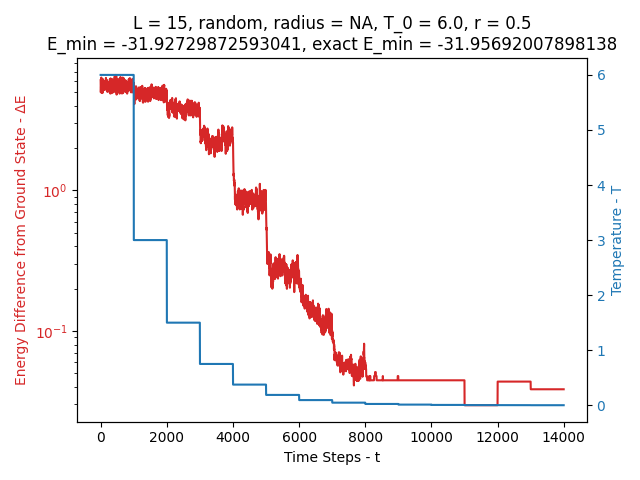 L = 15, random, radius = NA, T_0 = 6.0, r = 0.5
E_min = -31.92729872593041, exact E_min = -31.95692007898138
Energy Difference from Ground State - ΔE
10⁰
10⁻¹
6
5
4
3
2
1
0
Temperature - T
0 2000 4000 6000 8000 10000 12000 14000
Time Steps - t